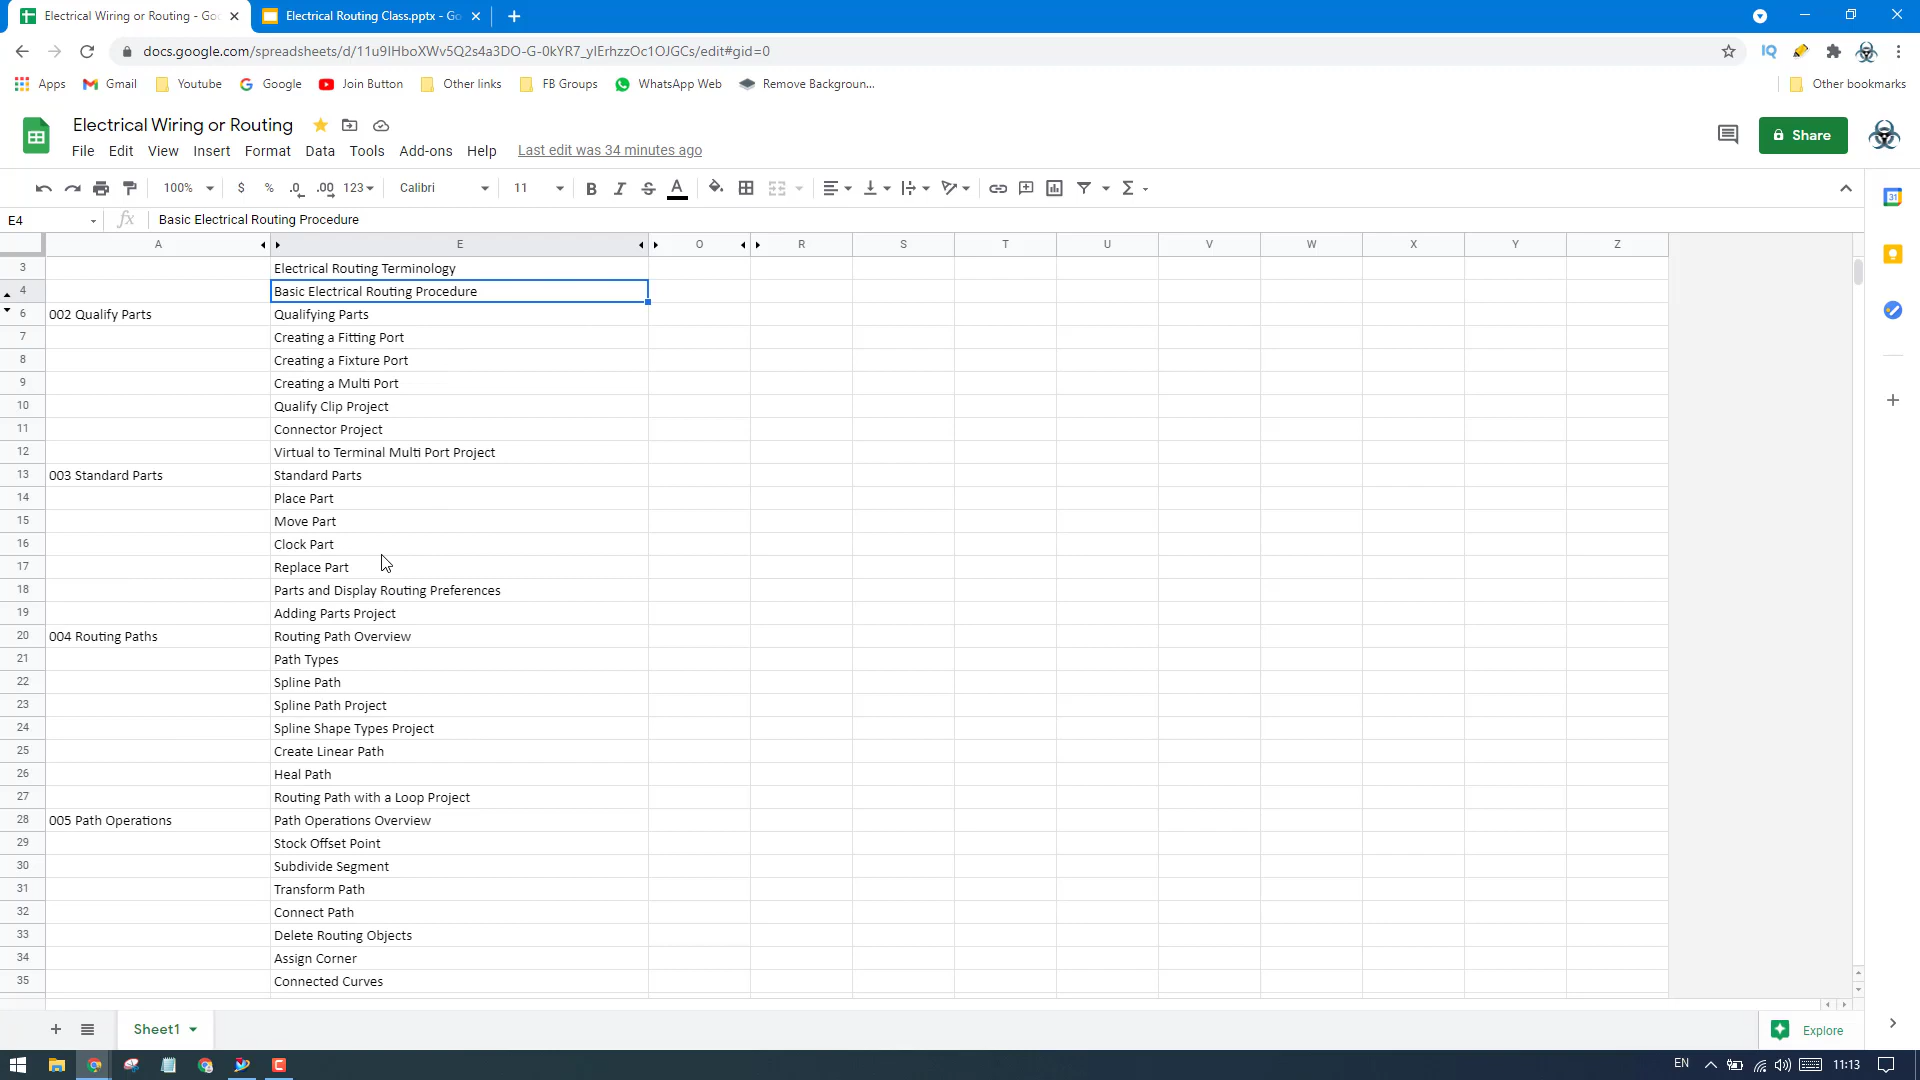 Electrical Wiring or Routing - Goo
Electrical Routing Class.pptx - Go
docs.google.com/spreadsheets/d/11u9IHboXWv5Q2s4a3DO-G-0kYR7_yIErhzzOc1OJGCs/edit#gid=0
Apps Gmail Youtube Google Join Button Other links FB Groups WhatsApp Web Remove Backgroun... Other bookmarks
Electrical Wiring or Routing
Share
File Edit View Insert Format Data Tools Add-ons Help Last edit was 34 minutes ago
100% $ % .0 .00 123 Calibri 11 B I S A
E4 fx Basic Electrical Routing Procedure
A E O R S T U V W X Y Z
3 Electrical Routing Terminology
4 Basic Electrical Routing Procedure
6 002 Qualify Parts Qualifying Parts
7 Creating a Fitting Port
8 Creating a Fixture Port
9 Creating a Multi Port
10 Qualify Clip Project
11 Connector Project
12 Virtual to Terminal Multi Port Project
13 003 Standard Parts Standard Parts
14 Place Part
15 Move Part
16 Clock Part
17 Replace Part
18 Parts and Display Routing Preferences
19 Adding Parts Project
20 004 Routing Paths Routing Path Overview
21 Path Types
22 Spline Path
23 Spline Path Project
24 Spline Shape Types Project
25 Create Linear Path
26 Heal Path
27 Routing Path with a Loop Project
28 005 Path Operations Path Operations Overview
29 Stock Offset Point
30 Subdivide Segment
31 Transform Path
32 Connect Path
33 Delete Routing Objects
34 Assign Corner
35 Connected Curves
Sheet1
Explore
EN 11:13